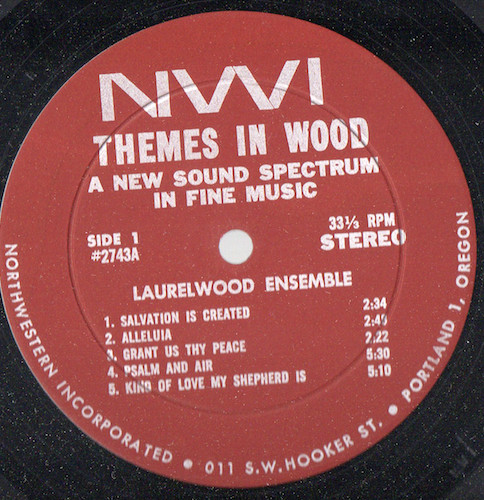 NWI
THEMES IN WOOD
A NEW SOUND SPECTRUM
IN FINE MUSIC
SIDE 1
#2743A
33⅓ RPM
STEREO
LAURELWOOD ENSEMBLE
1. SALVATION IS CREATED 2:34
2. ALLELUIA 2:40
3. GRANT US THY PEACE 2:22
4. PSALM AND AIR 5:30
5. KING OF LOVE MY SHEPHERD IS 5:10
NORTHWESTERN INCORPORATED • 011 S.W. HOOKER ST. • PORTLAND 1, OREGON